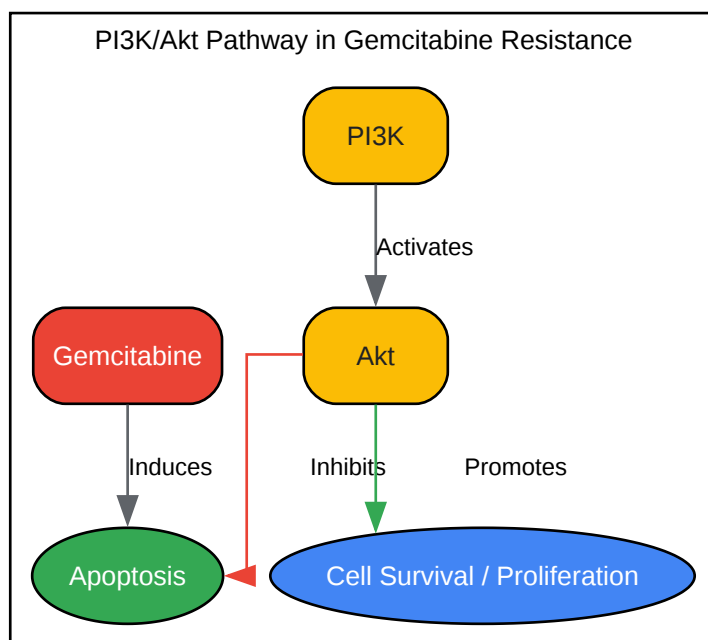 PI3K/Akt Pathway in Gemcitabine Resistance
PI3K
Activates
Gemcitabine
Akt
Induces
Inhibits
Promotes
Apoptosis
Cell Survival / Proliferation